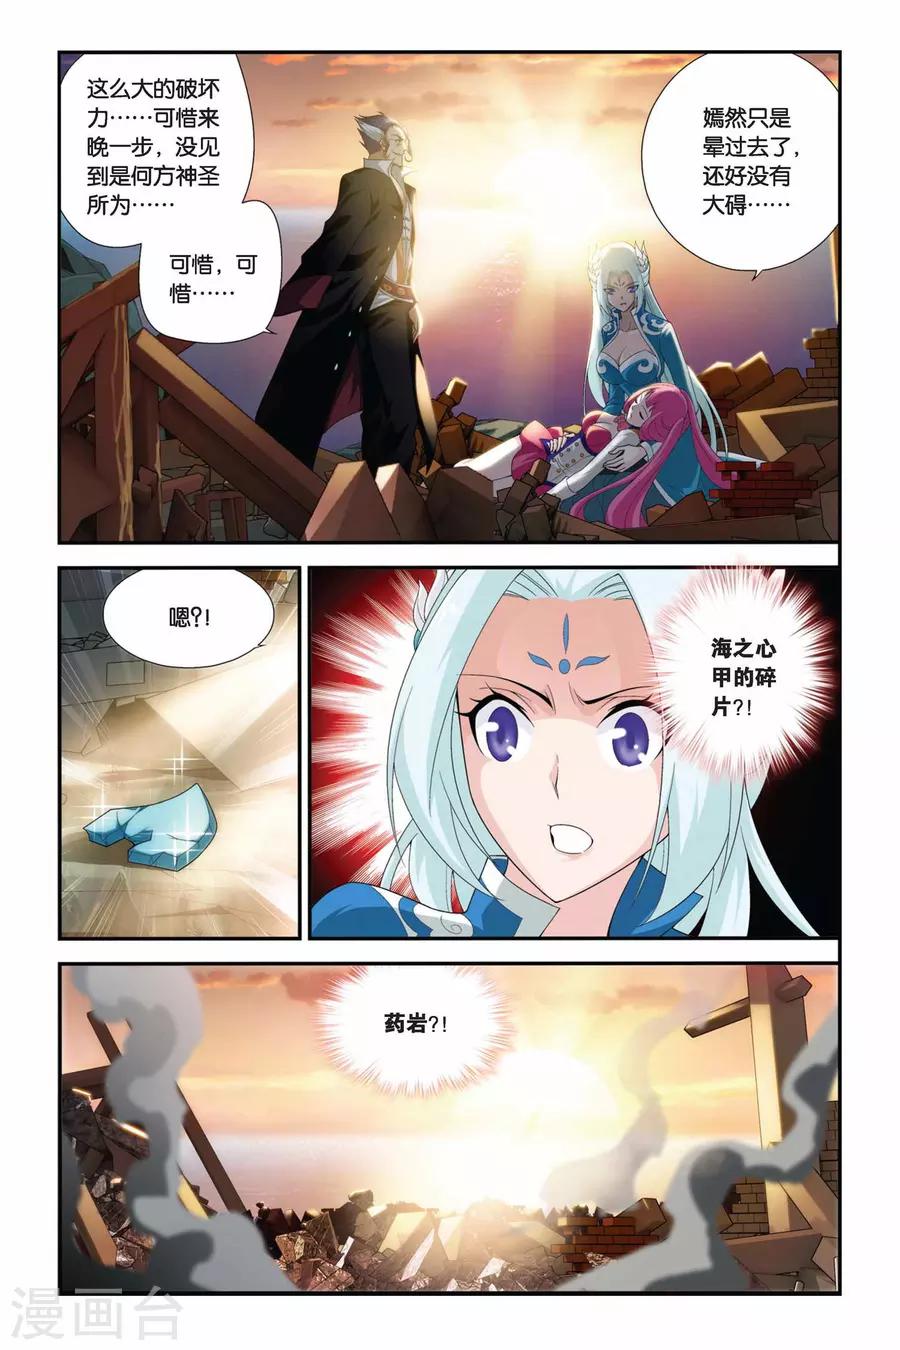 这么大的破坏
力……可惜来
晚一步，没见
到是何方神圣
所为……
可惜，可
惜……
嫣然只是
晕过去了，
还好没有
大碍……
嗯?!
海之心
甲的碎
片?!
药岩?!
漫画台